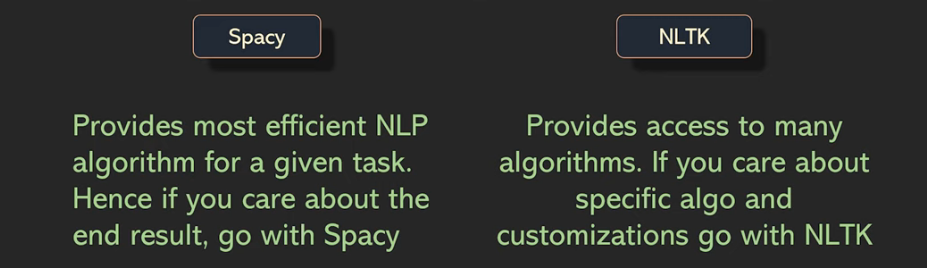 Spacy
Provides most efficient NLP
algorithm for a given task.
Hence if you care about the
end result, go with Spacy
NLTK
Provides access to many
algorithms. If you care about
specific algo and
customizations go with NLTK